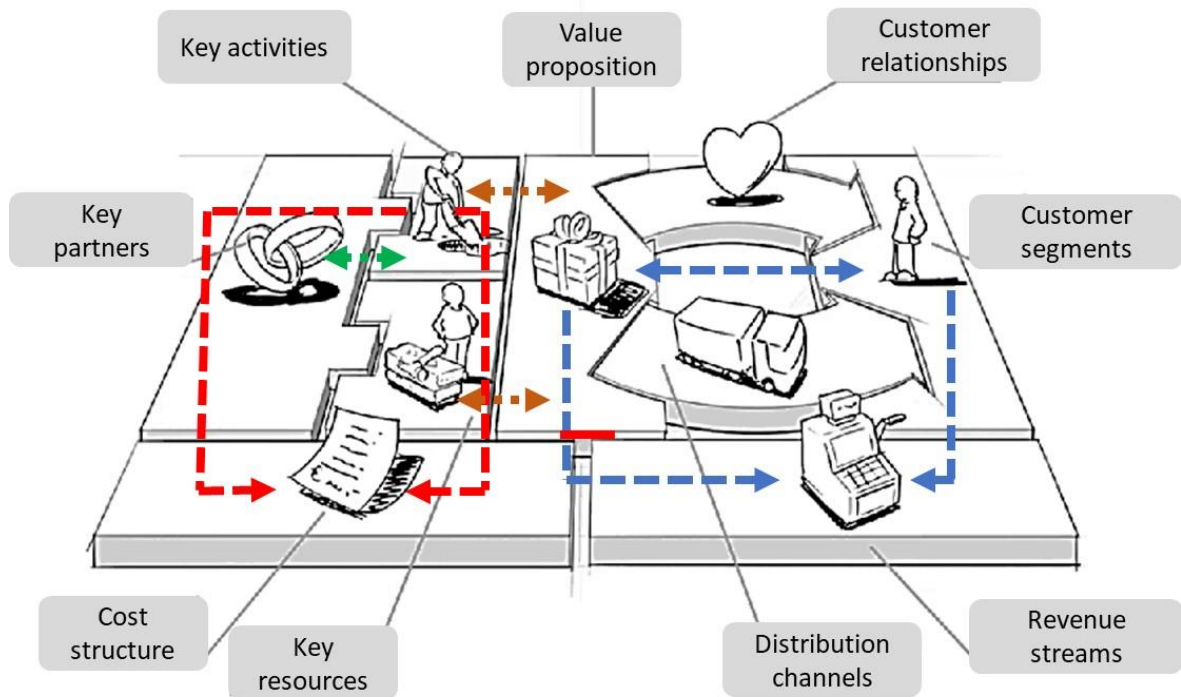 Key activities
Value
proposition
Customer
relationships
Key
partners
Customer
segments
Cost
structure
Key
resources
Distribution
channels
Revenue
streams